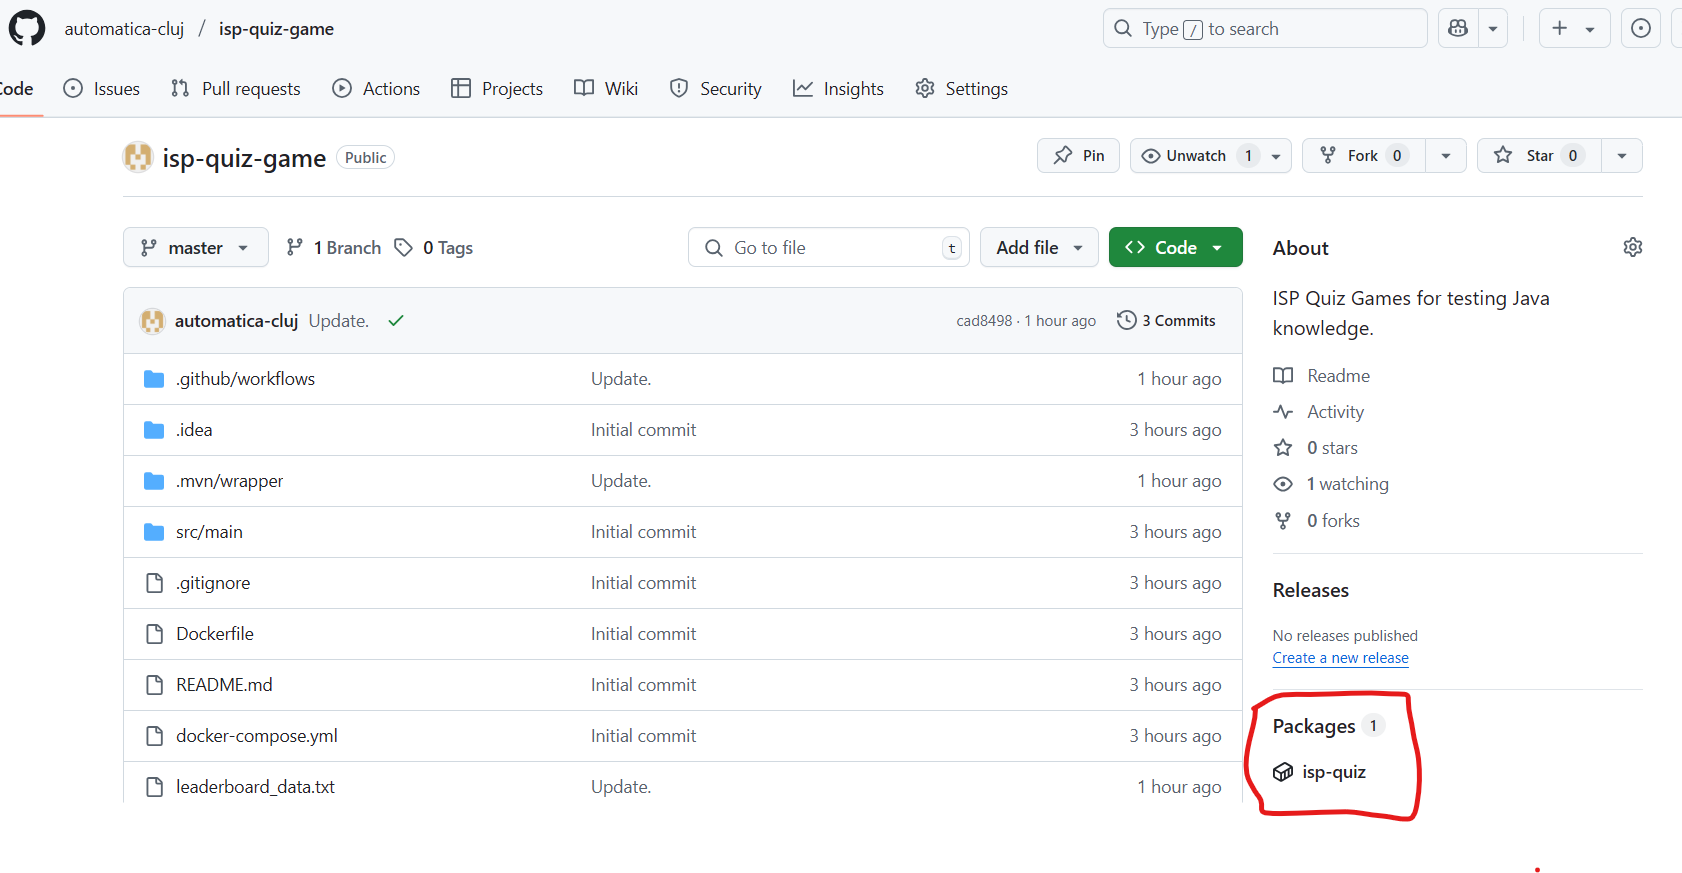 automatica-cluj / isp-quiz-game
Type / to search
Code
Issues
Pull requests
Actions
Projects
Wiki
Security
Insights
Settings
isp-quiz-game
Public
Pin
Unwatch 1
Fork 0
Star 0
master
1 Branch
0 Tags
Go to file
t
Add file
Code
automatica-cluj Update.
cad8498 · 1 hour ago
3 Commits
.github/workflows Update. 1 hour ago
.idea Initial commit 3 hours ago
.mvn/wrapper Update. 1 hour ago
src/main Initial commit 3 hours ago
.gitignore Initial commit 3 hours ago
Dockerfile Initial commit 3 hours ago
README.md Initial commit 3 hours ago
docker-compose.yml Initial commit 3 hours ago
leaderboard_data.txt Update. 1 hour ago
About
ISP Quiz Games for testing Java
knowledge.
Readme
Activity
0 stars
1 watching
0 forks
Releases
No releases published
Create a new release
Packages 1
isp-quiz